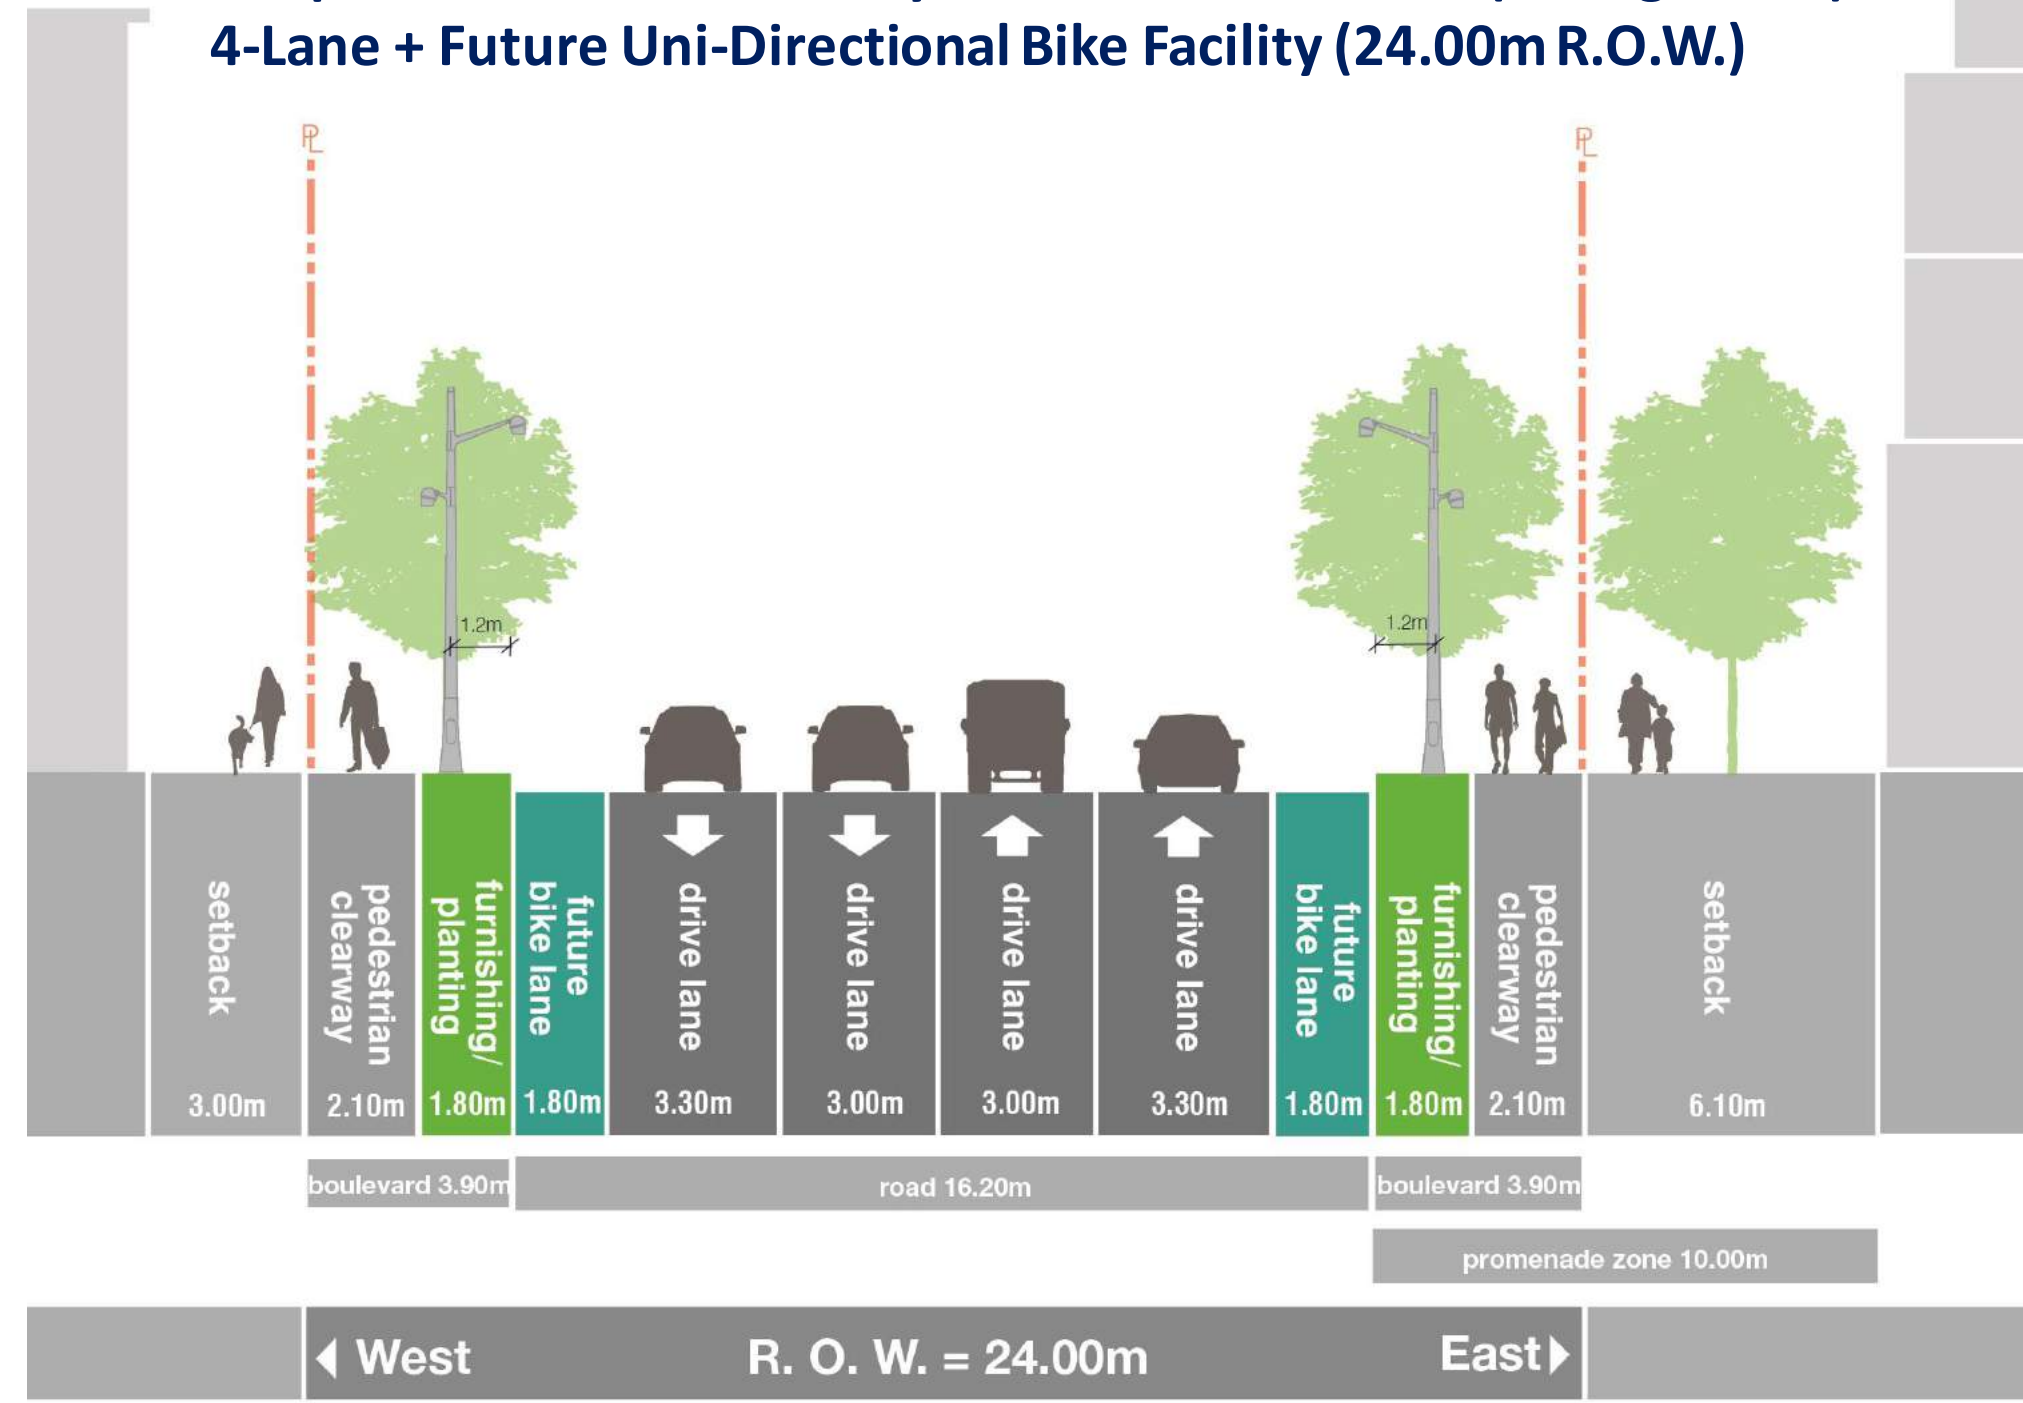 4-Lane + Future Uni-Directional Bike Facility (24.00m R.O.W.)
PL
PL
1.2m
1.2m
setback
3.00m
pedestrian
clearway
2.10m
furnishing/
planting
1.80m
future
bike lane
1.80m
drive lane
3.30m
drive lane
3.00m
drive lane
3.00m
drive lane
3.30m
future
bike lane
1.80m
furnishing/
planting
1.80m
pedestrian
clearway
2.10m
setback
6.10m
boulevard 3.90m
road 16.20m
boulevard 3.90m
promenade zone 10.00m
West
R. O. W. = 24.00m
East